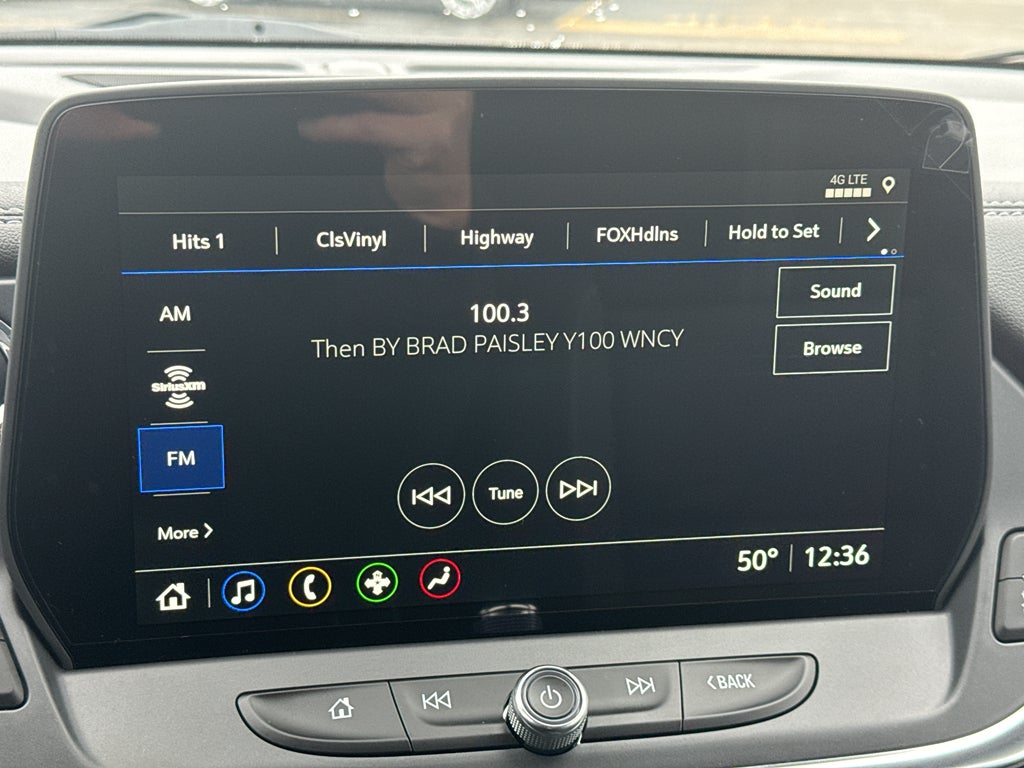 4G LTE
Hits 1 ClsVinyl Highway FOXHdlns Hold to Set
Sound
AM
100.3
Then BY BRAD PAISLEY Y100 WNCY
Browse
SiriusXM
FM
Tune
More
50° 12:36
BACK